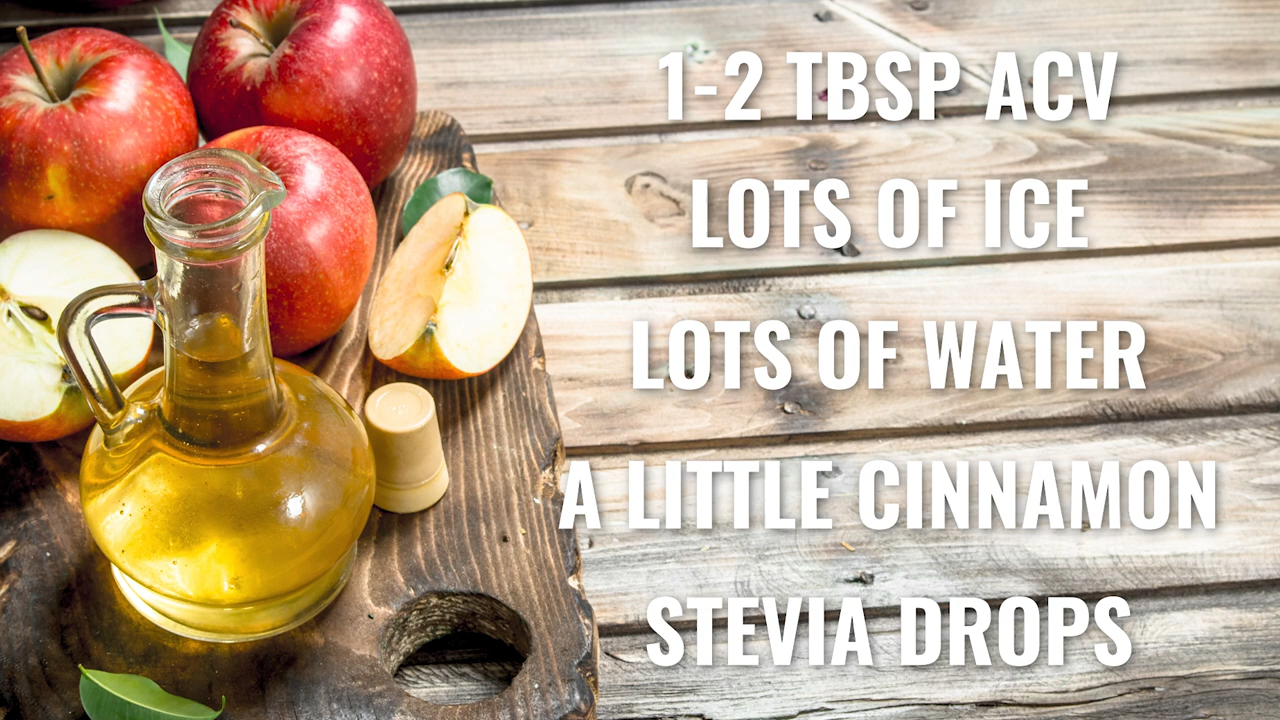 1-2 TBSP ACV
LOTS OF ICE
LOTS OF WATER
A LITTLE CINNAMON
STEVIA DROPS